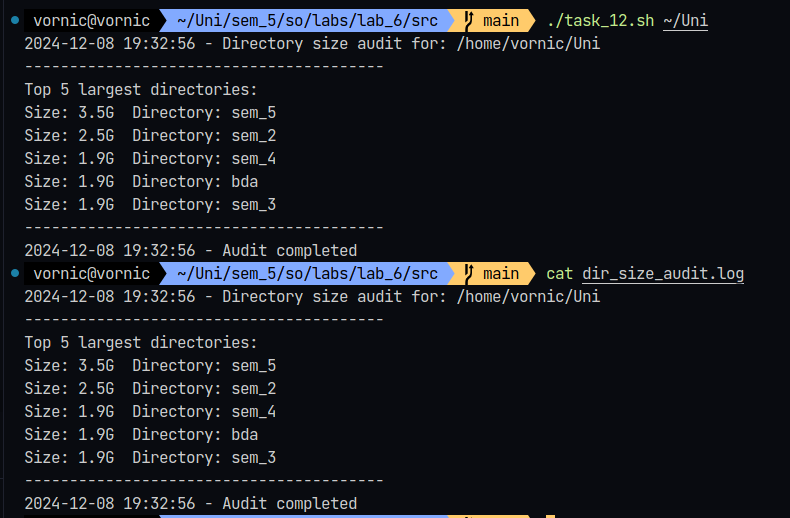 vornic@vornic ~/Uni/sem_5/so/labs/lab_6/src main ./task_12.sh ~/Uni
2024-12-08 19:32:56 - Directory size audit for: /home/vornic/Uni
----------------------------------------
Top 5 largest directories:
Size: 3.5G  Directory: sem_5
Size: 2.5G  Directory: sem_2
Size: 1.9G  Directory: sem_4
Size: 1.9G  Directory: bda
Size: 1.9G  Directory: sem_3
----------------------------------------
2024-12-08 19:32:56 - Audit completed
vornic@vornic ~/Uni/sem_5/so/labs/lab_6/src main cat dir_size_audit.log
2024-12-08 19:32:56 - Directory size audit for: /home/vornic/Uni
----------------------------------------
Top 5 largest directories:
Size: 3.5G  Directory: sem_5
Size: 2.5G  Directory: sem_2
Size: 1.9G  Directory: sem_4
Size: 1.9G  Directory: bda
Size: 1.9G  Directory: sem_3
----------------------------------------
2024-12-08 19:32:56 - Audit completed